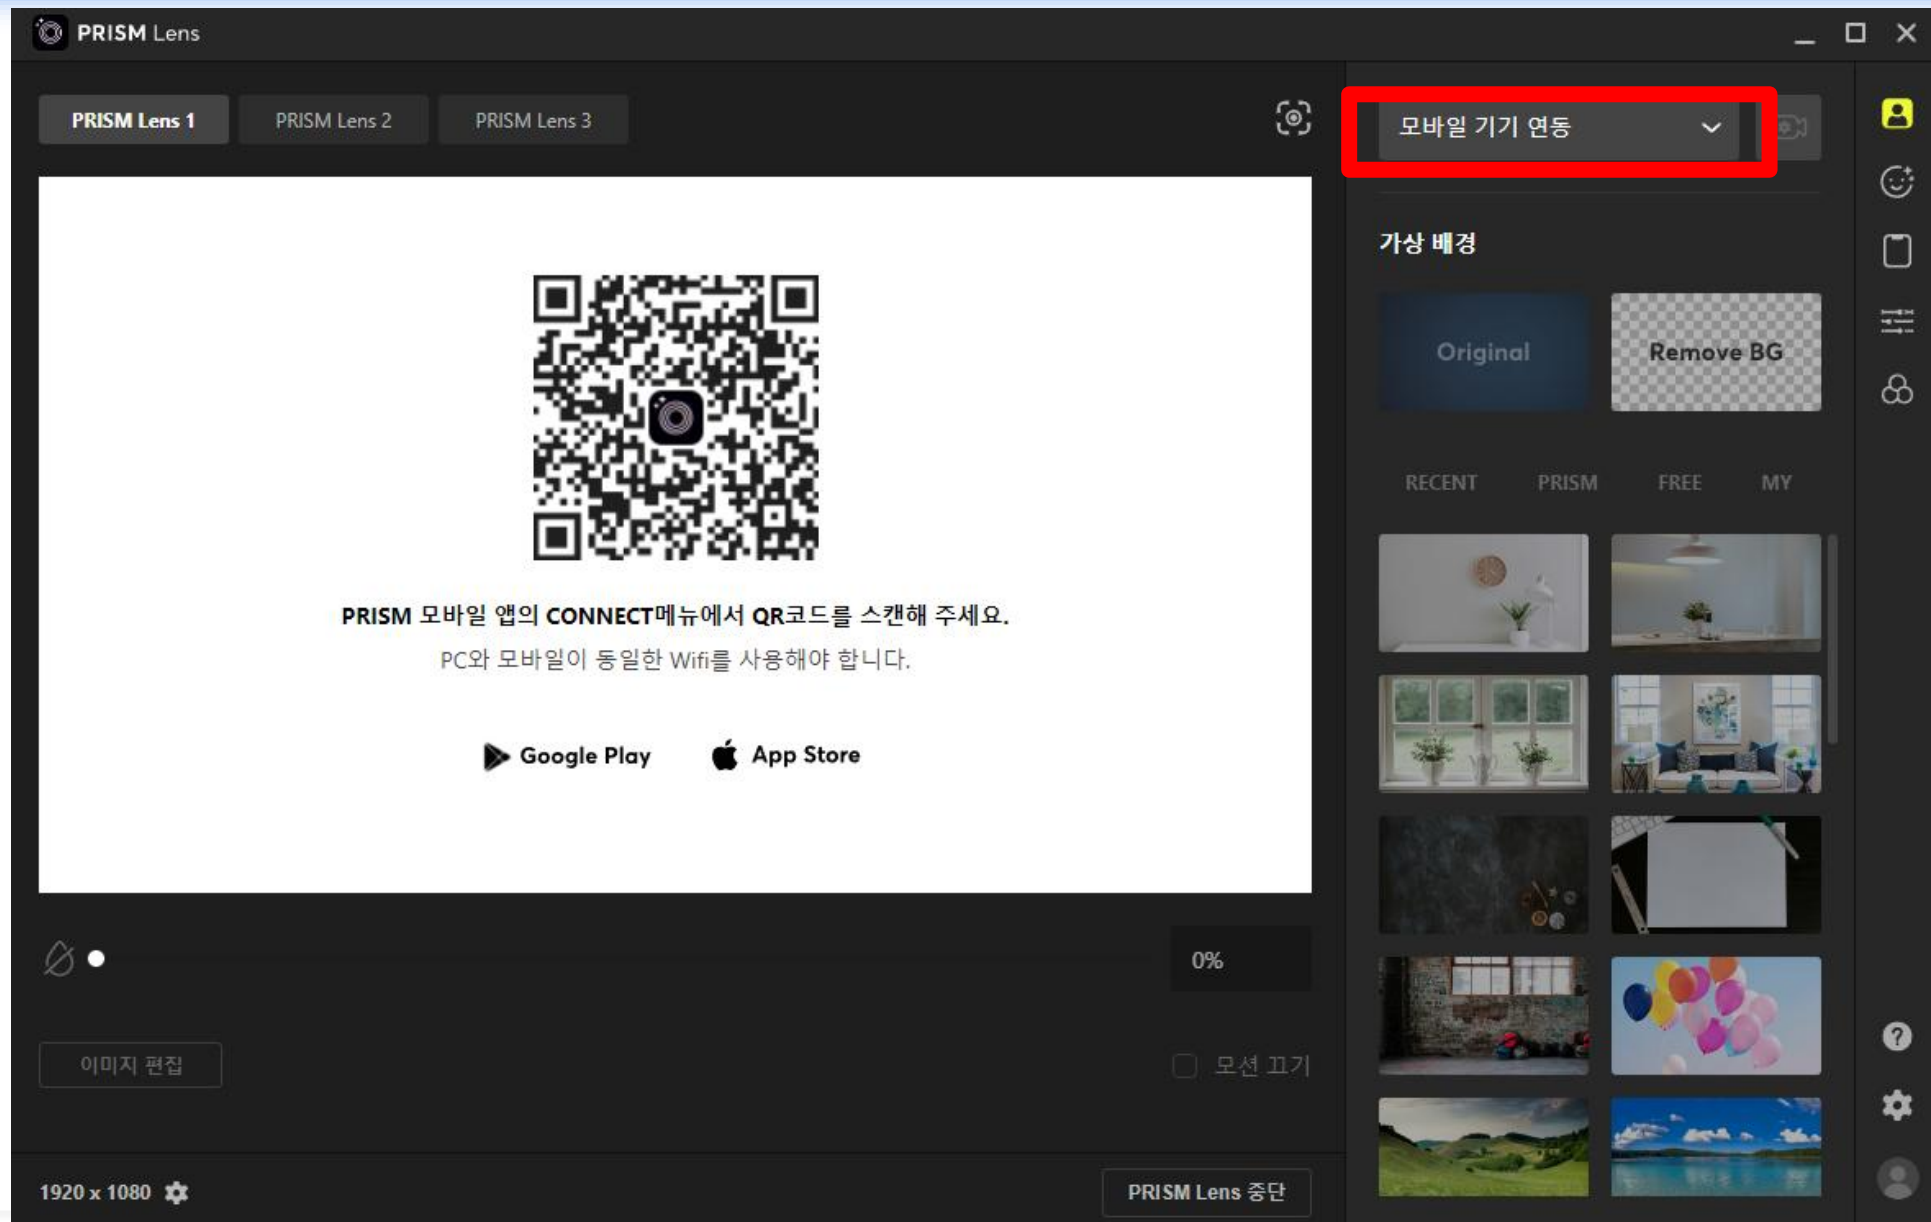 PRISM Lens
PRISM Lens 1
PRISM Lens 2
PRISM Lens 3
모바일 기기 연동
가상 배경
Original
Remove BG
RECENT
PRISM
FREE
MY
PRISM 모바일 앱의 CONNECT메뉴에서 QR코드를 스캔해 주세요.
PC와 모바일이 동일한 Wifi를 사용해야 합니다.
Google Play
App Store
0%
이미지 편집
모션 끄기
1920 x 1080
PRISM Lens 중단